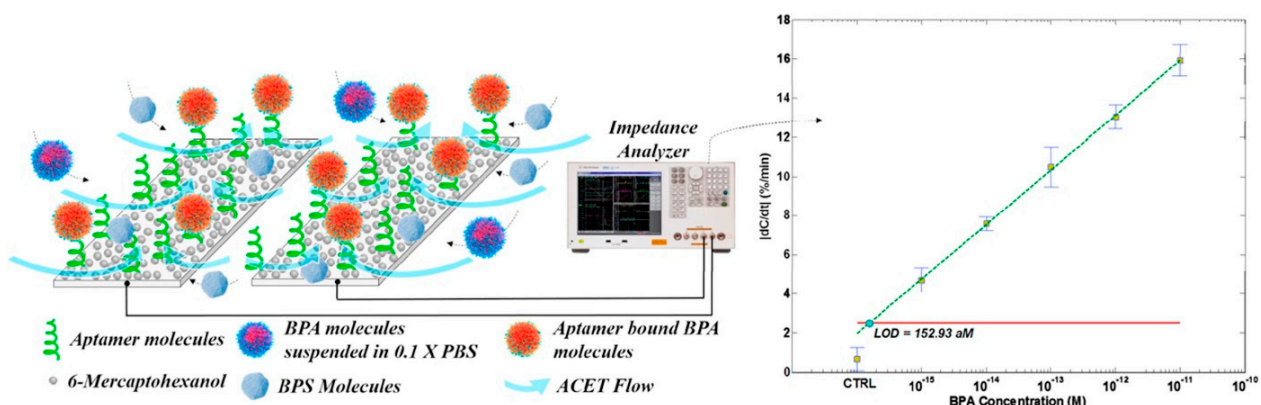 Impedance
Analyzer
Aptamer molecules
BPA molecules
suspended in 0.1 X PBS
Aptamer bound BPA
molecules
6-Mercaptohexanol
BPS Molecules
ACET Flow
|dC/dt| (%/min)
18
16
14
12
10
8
6
4
2
0
LOD = 152.93 aM
CTRL
10⁻¹⁵
10⁻¹⁴
10⁻¹³
10⁻¹²
10⁻¹¹
10⁻¹⁰
BPA Concentration (M)